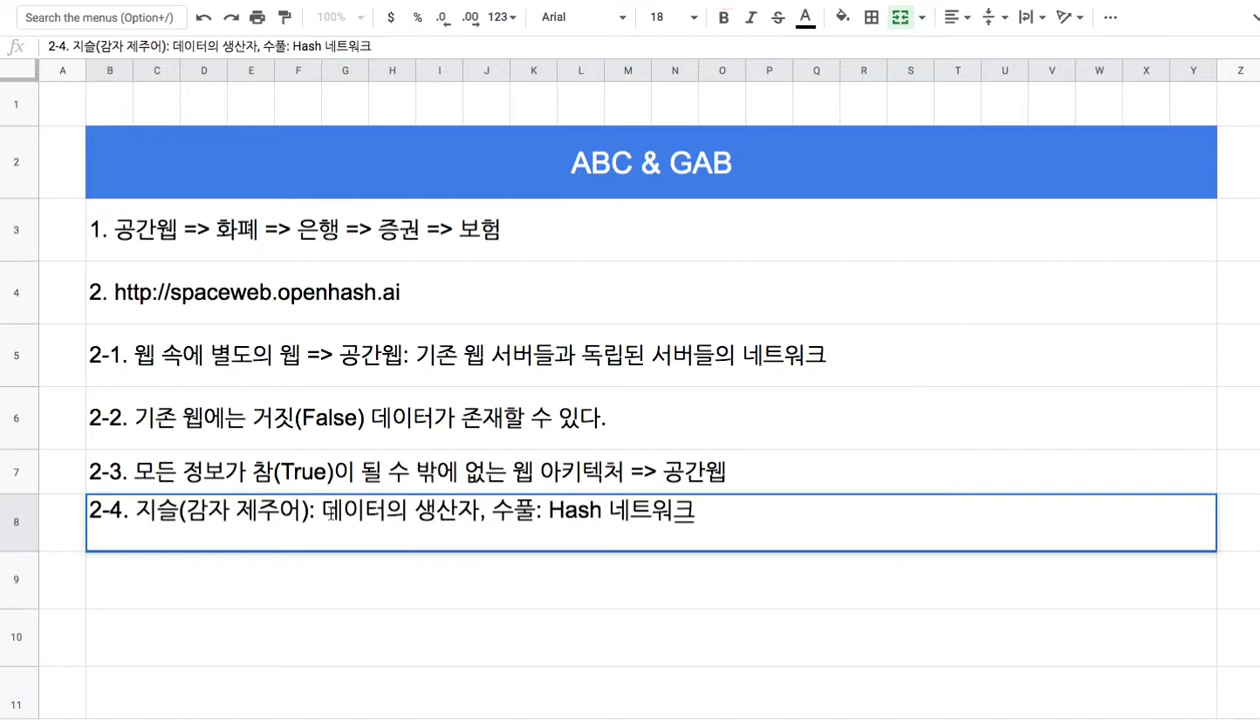 Search the menus (Option+/) 100% $ % .0 .00 123 Arial 18 B I S A
fx 2-4. 지슬(감자 제주어): 데이터의 생산자, 수풀: Hash 네트워크
A B C D E F G H I J K L M N O P Q R S T U V W X Y Z
1
2 ABC & GAB
3 1. 공간웹 => 화폐 => 은행 => 증권 => 보험
4 2. http://spaceweb.openhash.ai
5 2-1. 웹 속에 별도의 웹 => 공간웹: 기존 웹 서버들과 독립된 서버들의 네트워크
6 2-2. 기존 웹에는 거짓(False) 데이터가 존재할 수 있다.
7 2-3. 모든 정보가 참(True)이 될 수 밖에 없는 웹 아키텍처 => 공간웹
8 2-4. 지슬(감자 제주어): 데이터의 생산자, 수풀: Hash 네트워크
9
10
11